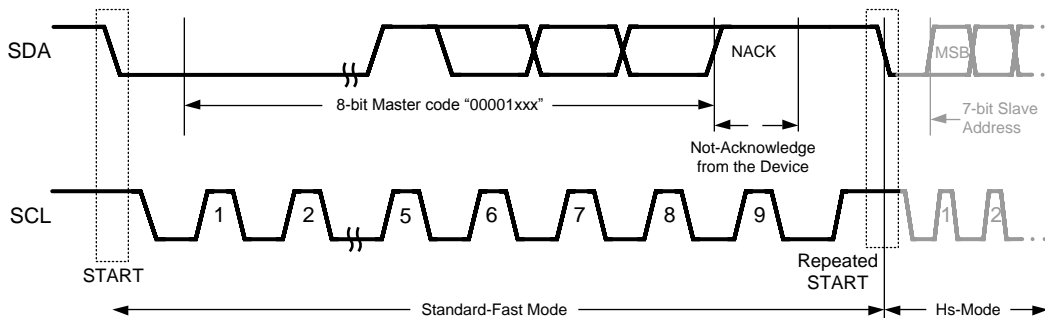 SDA
NACK
MSB
8-bit Master code “00001xxx”
7-bit Slave
Address
Not-Acknowledge
from the Device
SCL
1
2
5
6
7
8
9
1
2
START
Repeated
START
Standard-Fast Mode
Hs-Mode